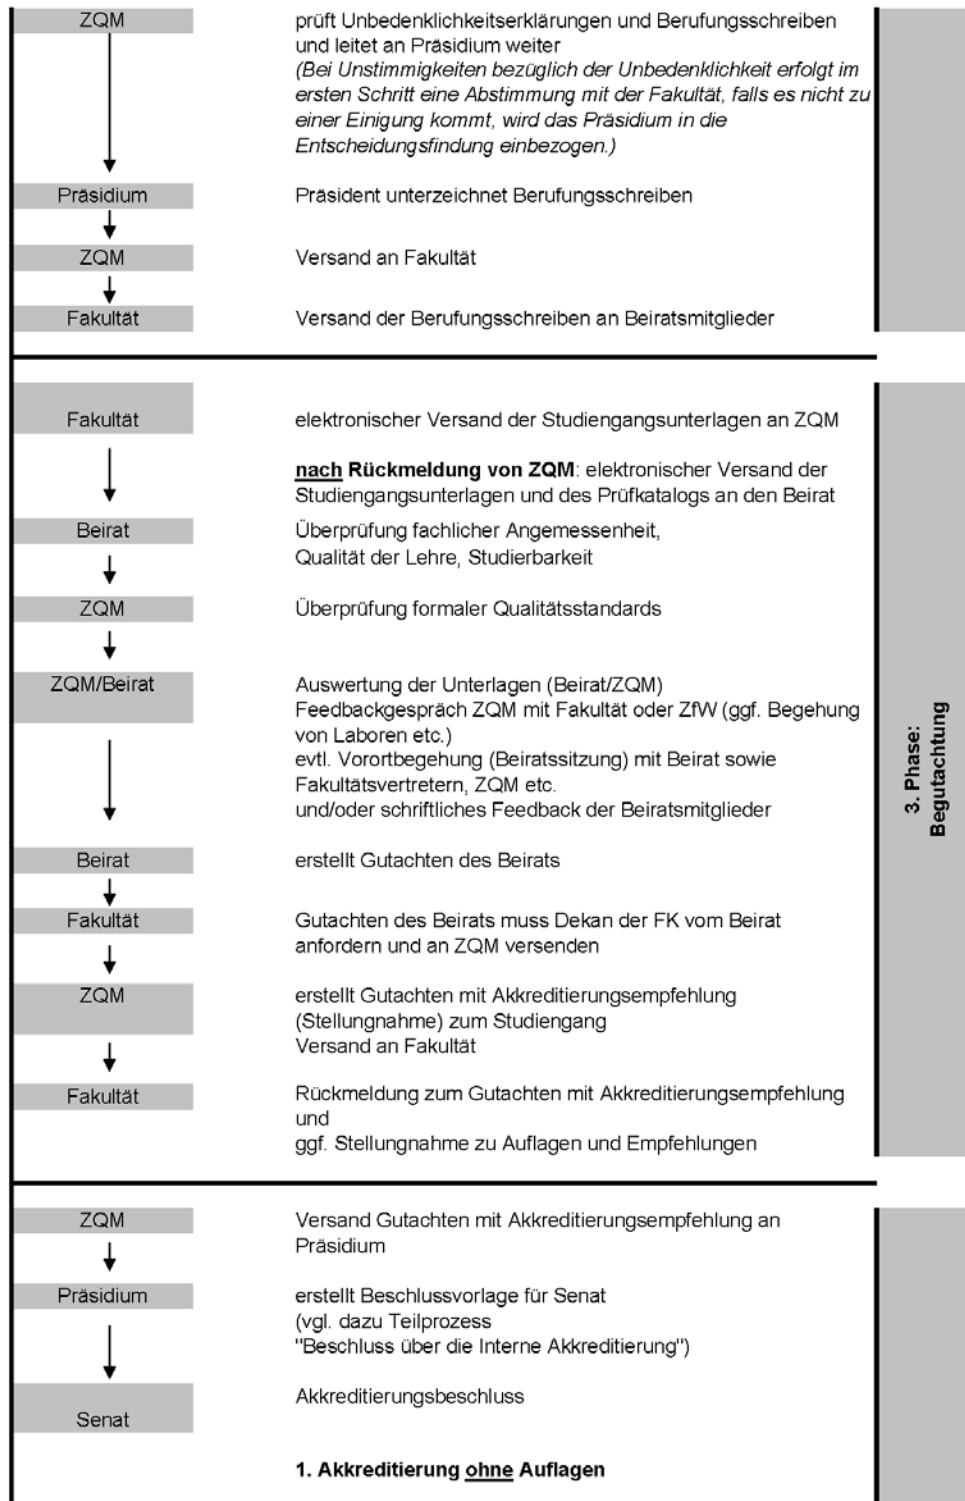 ZQM
prüft Unbedenklichkeitserklärungen und Berufungsschreiben
und leitet an Präsidium weiter
(Bei Unstimmigkeiten bezüglich der Unbedenklichkeit erfolgt im
ersten Schritt eine Abstimmung mit der Fakultät, falls es nicht zu
einer Einigung kommt, wird das Präsidium in die
Entscheidungsfindung einbezogen.)
Präsidium
Präsident unterzeichnet Berufungsschreiben
ZQM
Versand an Fakultät
Fakultät
Versand der Berufungsschreiben an Beiratsmitglieder
Fakultät
elektronischer Versand der Studiengangsunterlagen an ZQM
nach Rückmeldung von ZQM: elektronischer Versand der
Studiengangsunterlagen und des Prüfkatalogs an den Beirat
Beirat
Überprüfung fachlicher Angemessenheit,
Qualität der Lehre, Studierbarkeit
ZQM
Überprüfung formaler Qualitätsstandards
ZQM/Beirat
Auswertung der Unterlagen (Beirat/ZQM)
Feedbackgespräch ZQM mit Fakultät oder ZfW (ggf. Begehung
von Laboren etc.)
evtl. Vorortbegehung (Beiratssitzung) mit Beirat sowie
Fakultätsvertretern, ZQM etc.
und/oder schriftliches Feedback der Beiratsmitglieder
Beirat
erstellt Gutachten des Beirats
Fakultät
Gutachten des Beirats muss Dekan der FK vom Beirat
anfordern und an ZQM versenden
ZQM
erstellt Gutachten mit Akkreditierungsempfehlung
(Stellungnahme) zum Studiengang
Versand an Fakultät
Fakultät
Rückmeldung zum Gutachten mit Akkreditierungsempfehlung
und
ggf. Stellungnahme zu Auflagen und Empfehlungen
3. Phase:
Begutachtung
ZQM
Versand Gutachten mit Akkreditierungsempfehlung an
Präsidium
Präsidium
erstellt Beschlussvorlage für Senat
(vgl. dazu Teilprozess
"Beschluss über die Interne Akkreditierung")
Senat
Akkreditierungsbeschluss
1. Akkreditierung ohne Auflagen